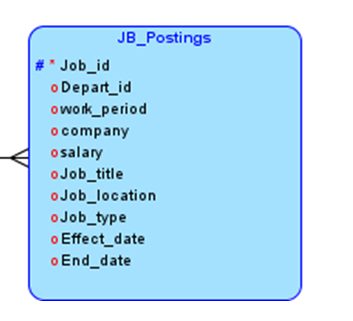 JB_Postings
# * Job_id
o Depart_id
o work_period
o company
o salary
o Job_title
o Job_location
o Job_type
o Effect_date
o End_date